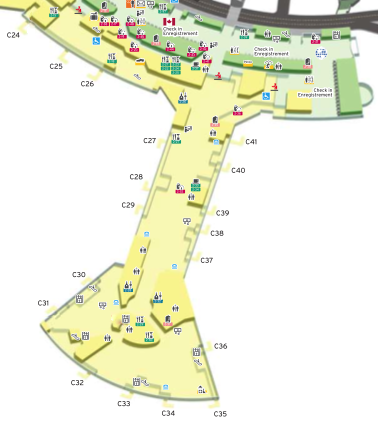 C24
Check in
Enregistrement
Check in
Enregistrement
C25
C26
Check in
Enregistrement
C27
C41
C40
C28
C29
C39
C38
C37
C30
C31
C36
C32
C33
C34
C35